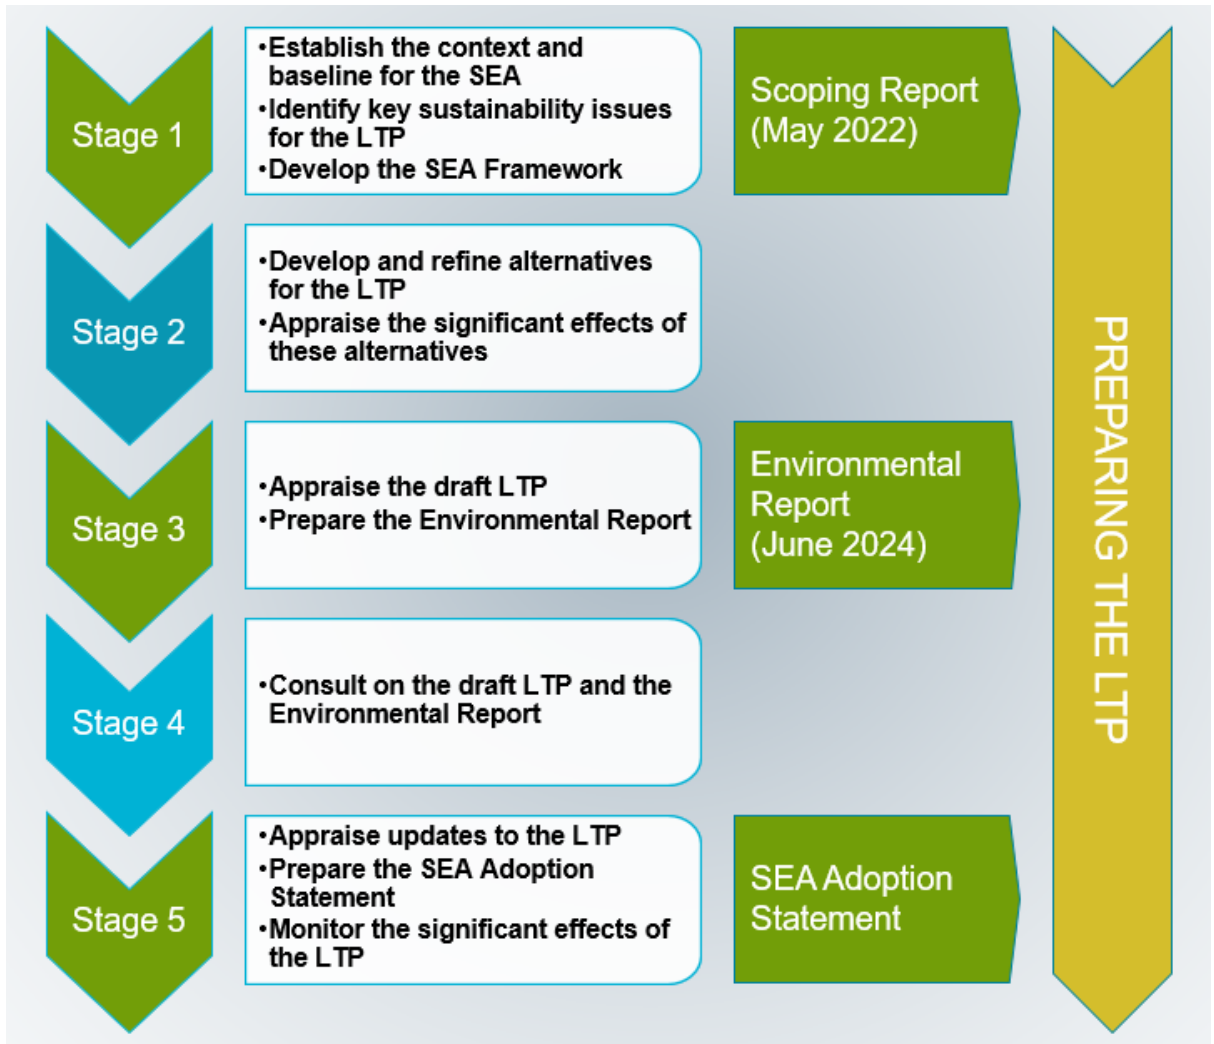 Stage 1
•Establish the context and
baseline for the SEA
•Identify key sustainability issues
for the LTP
•Develop the SEA Framework
Scoping Report
(May 2022)
Stage 2
•Develop and refine alternatives
for the LTP
•Appraise the significant effects of
these alternatives
Stage 3
•Appraise the draft LTP
•Prepare the Environmental Report
Environmental
Report
(June 2024)
Stage 4
•Consult on the draft LTP and the
Environmental Report
Stage 5
•Appraise updates to the LTP
•Prepare the SEA Adoption
Statement
•Monitor the significant effects of
the LTP
SEA Adoption
Statement
PREPARING THE LTP